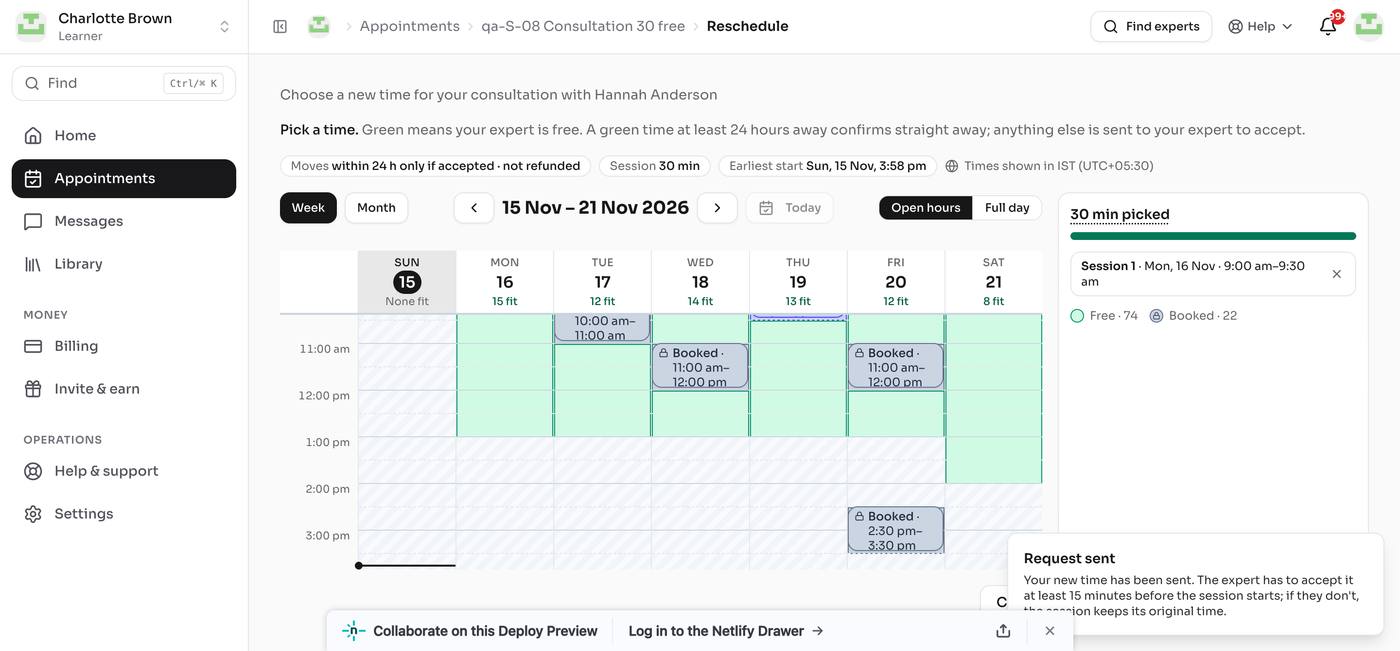 Charlotte Brown
Learner
Appointments
qa-S-08 Consultation 30 free
Reschedule
Find experts
Help
99+
Find
Ctrl/⌘ K
Home
Appointments
Messages
Library
MONEY
Billing
Invite & earn
OPERATIONS
Help & support
Settings
Choose a new time for your consultation with Hannah Anderson
Pick a time. Green means your expert is free. A green time at least 24 hours away confirms straight away; anything else is sent to your expert to accept.
Moves within 24 h only if accepted · not refunded
Session 30 min
Earliest start Sun, 15 Nov, 3:58 pm
Times shown in IST (UTC+05:30)
Week
Month
15 Nov – 21 Nov 2026
Today
Open hours
Full day
SUN
15
None fit
MON
16
15 fit
TUE
17
12 fit
WED
18
14 fit
THU
19
13 fit
FRI
20
12 fit
SAT
21
8 fit
10:00 am–
11:00 am
11:00 am
Booked ·
11:00 am–
12:00 pm
Booked ·
11:00 am–
12:00 pm
12:00 pm
1:00 pm
2:00 pm
Booked ·
2:30 pm–
3:30 pm
3:00 pm
30 min picked
Session 1 · Mon, 16 Nov · 9:00 am–9:30
am
Free · 74
Booked · 22
Request sent
Your new time has been sent. The expert has to accept it
at least 15 minutes before the session starts; if they don't,
the session keeps its original time.
C
Collaborate on this Deploy Preview
Log in to the Netlify Drawer